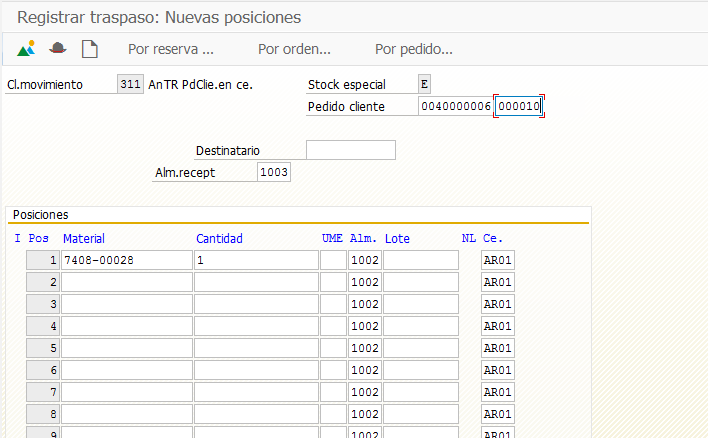 Registrar traspaso: Nuevas posiciones
Por reserva ... Por orden... Por pedido...
Cl.movimiento 311 AnTR PdClie.en ce. Stock especial E
Pedido cliente 0040000006 000010
Destinatario
Alm.recept 1003
Posiciones
I Pos Material Cantidad UME Alm. Lote NL Ce.
1 7408-00028 1 1002 AR01
2 1002 AR01
3 1002 AR01
4 1002 AR01
5 1002 AR01
6 1002 AR01
7 1002 AR01
8 1002 AR01
9 1002 AR01